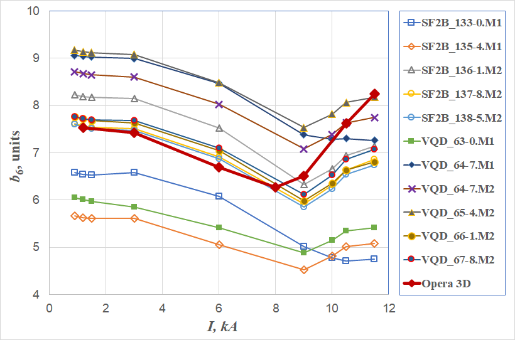 10
9
8
7
6
5
4
b6, units
0
2
4
6
8
10
12
I, kA
SF2B_133-0.M1
SF2B_135-4.M1
SF2B_136-1.M2
SF2B_137-8.M2
SF2B_138-5.M2
VQD_63-0.M1
VQD_64-7.M1
VQD_64-7.M2
VQD_65-4.M2
VQD_66-1.M2
VQD_67-8.M2
Opera 3D